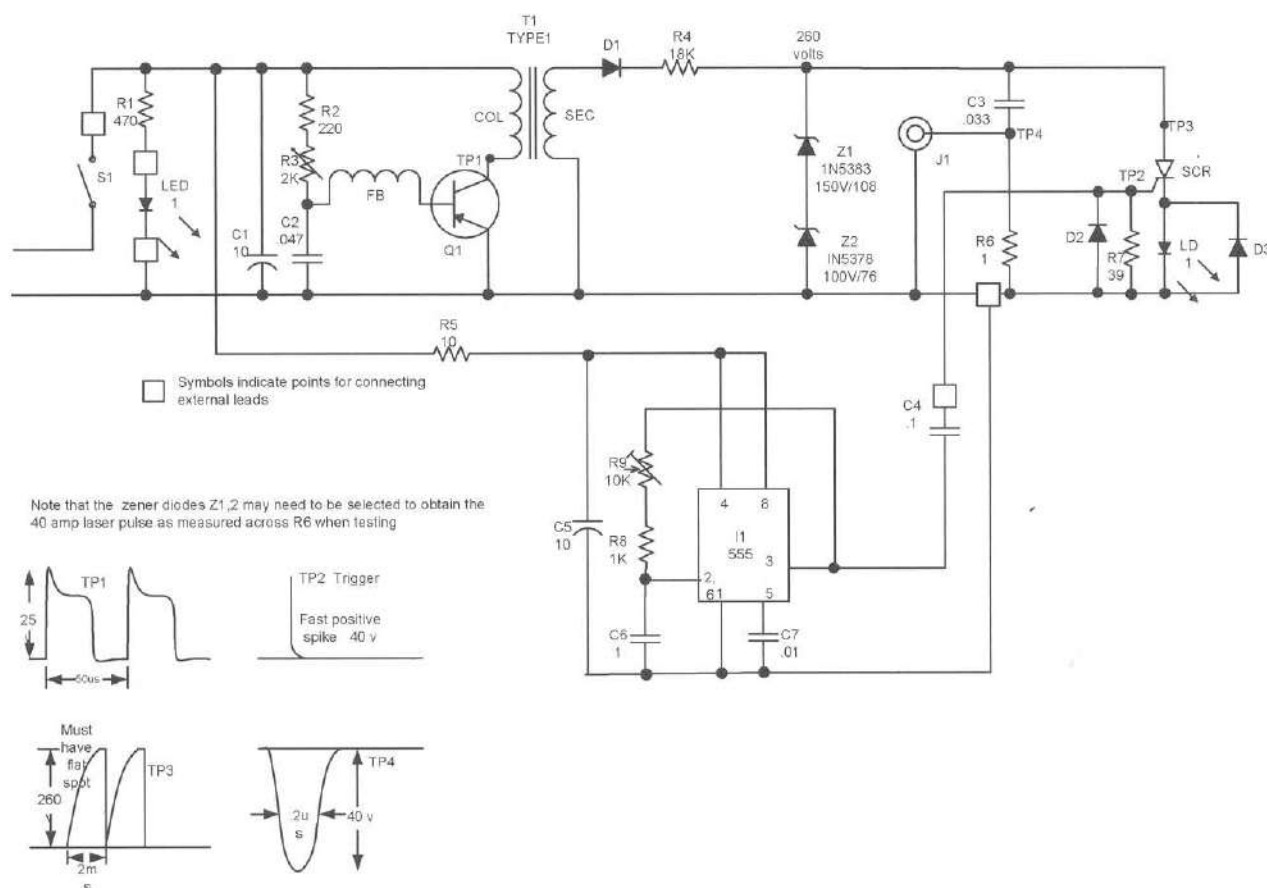 T1
TYPE1
D1
R4
18K
260
volts
R1
470
S1
LED
1
R2
220
R3
2K
COL
SEC
TP1
FB
C1
10
C2
.047
Q1
Z1
1N5383
150V/108
Z2
IN5378
100V/76
J1
C3
.033
TP4
TP3
TP2
SCR
R6
1
D2
R7
39
LD
1
D3
R5
10
Symbols indicate points for connecting
external leads
C4
.1
R9
10K
R8
1K
C5
10
4
8
I1
555
3
2,
61
5
C6
1
C7
.01
Note that the zener diodes Z1,2 may need to be selected to obtain the
40 amp laser pulse as measured across R6 when testing
TP1
25
v
50us
TP2 Trigger
Fast positive
spike 40 v
Must
have
flat
spot
TP3
260
v
2m
s
TP4
.2u
s
40 v